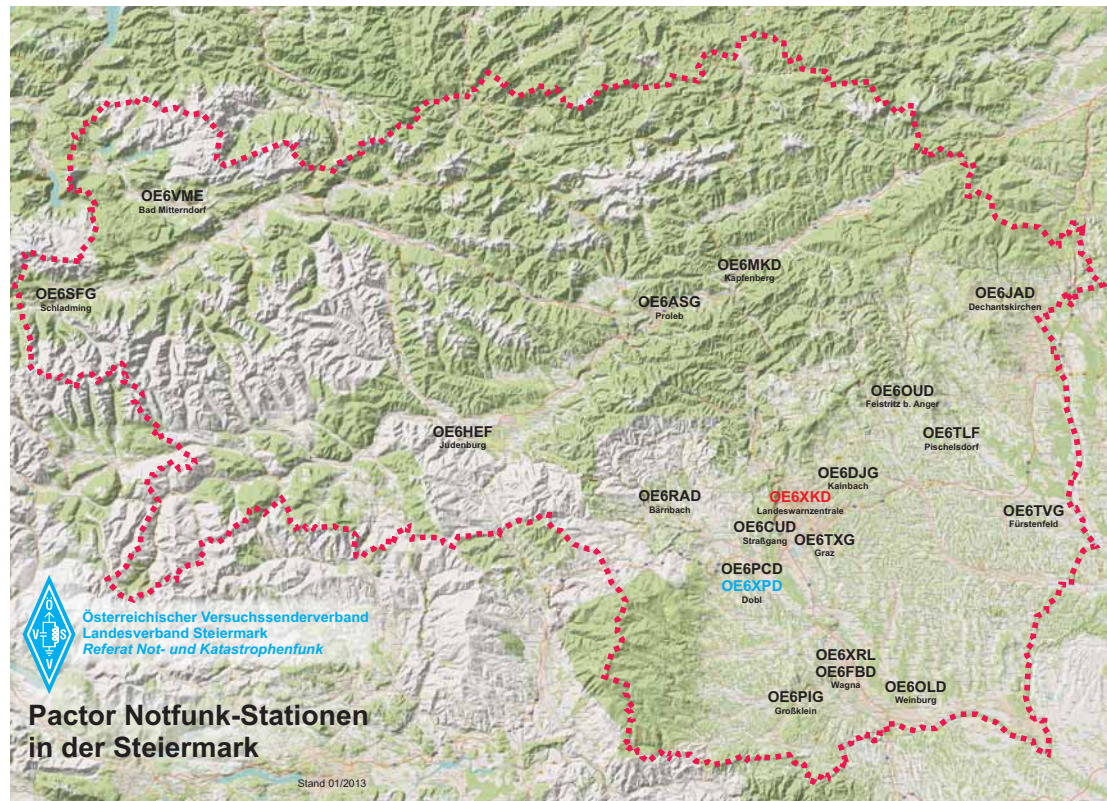 OE6VME
Bad Mitterndorf
OE6SFG
Schladming
OE6MKD
Kapfenberg
OE6ASG
Proleb
OE6JAD
Dechantskirchen
OE6OUD
Feistritz b. Anger
OE6HEF
Judenburg
OE6TLF
Pischelsdorf
OE6DJG
Kainbach
OE6RAD
Bärnbach
OE6XKD
Landeswarnzentrale
OE6TVG
Fürstenfeld
OE6CUD
Straßgang
OE6TXG
Graz
OE6PCD
OE6XPD
Dobl
OE6XRL
OE6FBD
Wagna
OE6PIG
Großklein
OE6OLD
Weinburg
Ö
V S
V
Österreichischer Versuchssenderverband
Landesverband Steiermark
Referat Not- und Katastrophenfunk
Pactor Notfunk-Stationen
in der Steiermark
Stand 01/2013